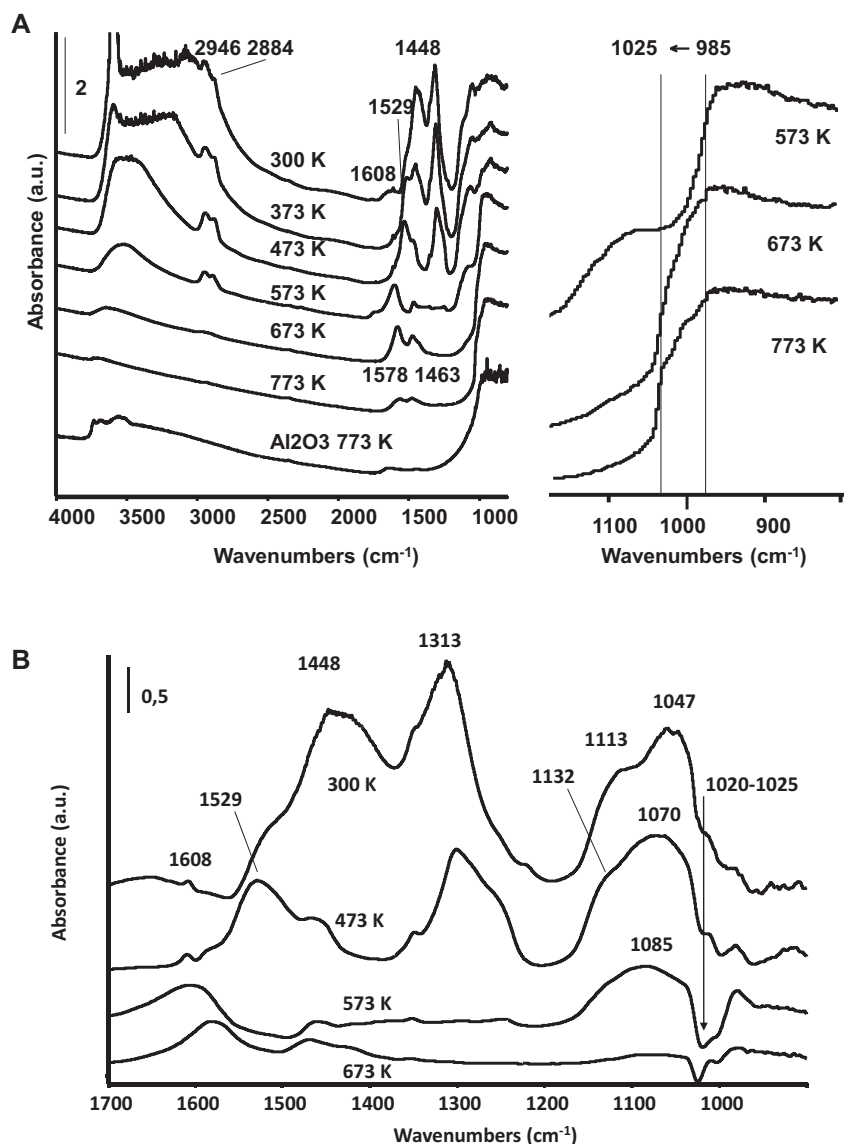 A
2946 2884
1448
1025 ← 985
2
1529
1608
300 K
373 K
473 K
573 K
673 K
773 K
1578 1463
Al2O3 773 K
573 K
673 K
773 K
Absorbance (a.u.)
4000 3500 3000 2500 2000 1500 1000
Wavenumbers (cm-1)
1100 1000 900
Wavenumbers (cm-1)
B
0,5
1448
1313
1047
1113
1529
1132
1020-1025
300 K
1070
1608
473 K
1085
573 K
673 K
Absorbance (a.u.)
1700 1600 1500 1400 1300 1200 1100 1000
Wavenumbers (cm-1)